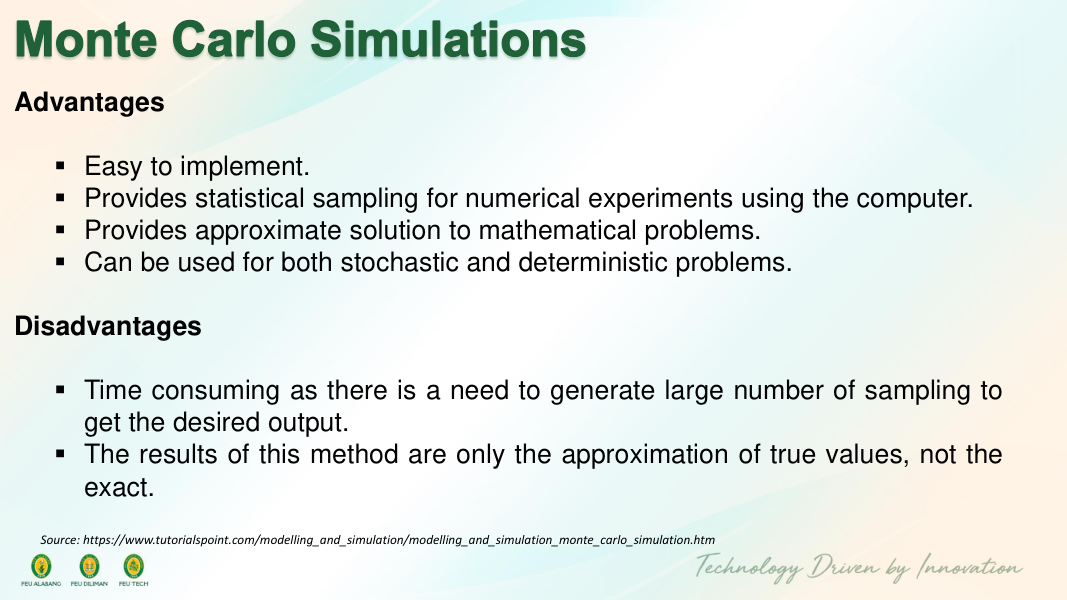 Monte Carlo Simulations
Advantages
▪ Easy to implement.
▪ Provides statistical sampling for numerical experiments using the computer.
▪ Provides approximate solution to mathematical problems.
▪ Can be used for both stochastic and deterministic problems.
Disadvantages
▪ Time consuming as there is a need to generate large number of sampling to
get the desired output.
▪ The results of this method are only the approximation of true values, not the
exact.
Source: https://www.tutorialspoint.com/modelling_and_simulation/modelling_and_simulation_monte_carlo_simulation.htm
FEU ALABANG FEU DILIMAN FEU TECH
Technology Driven by Innovation